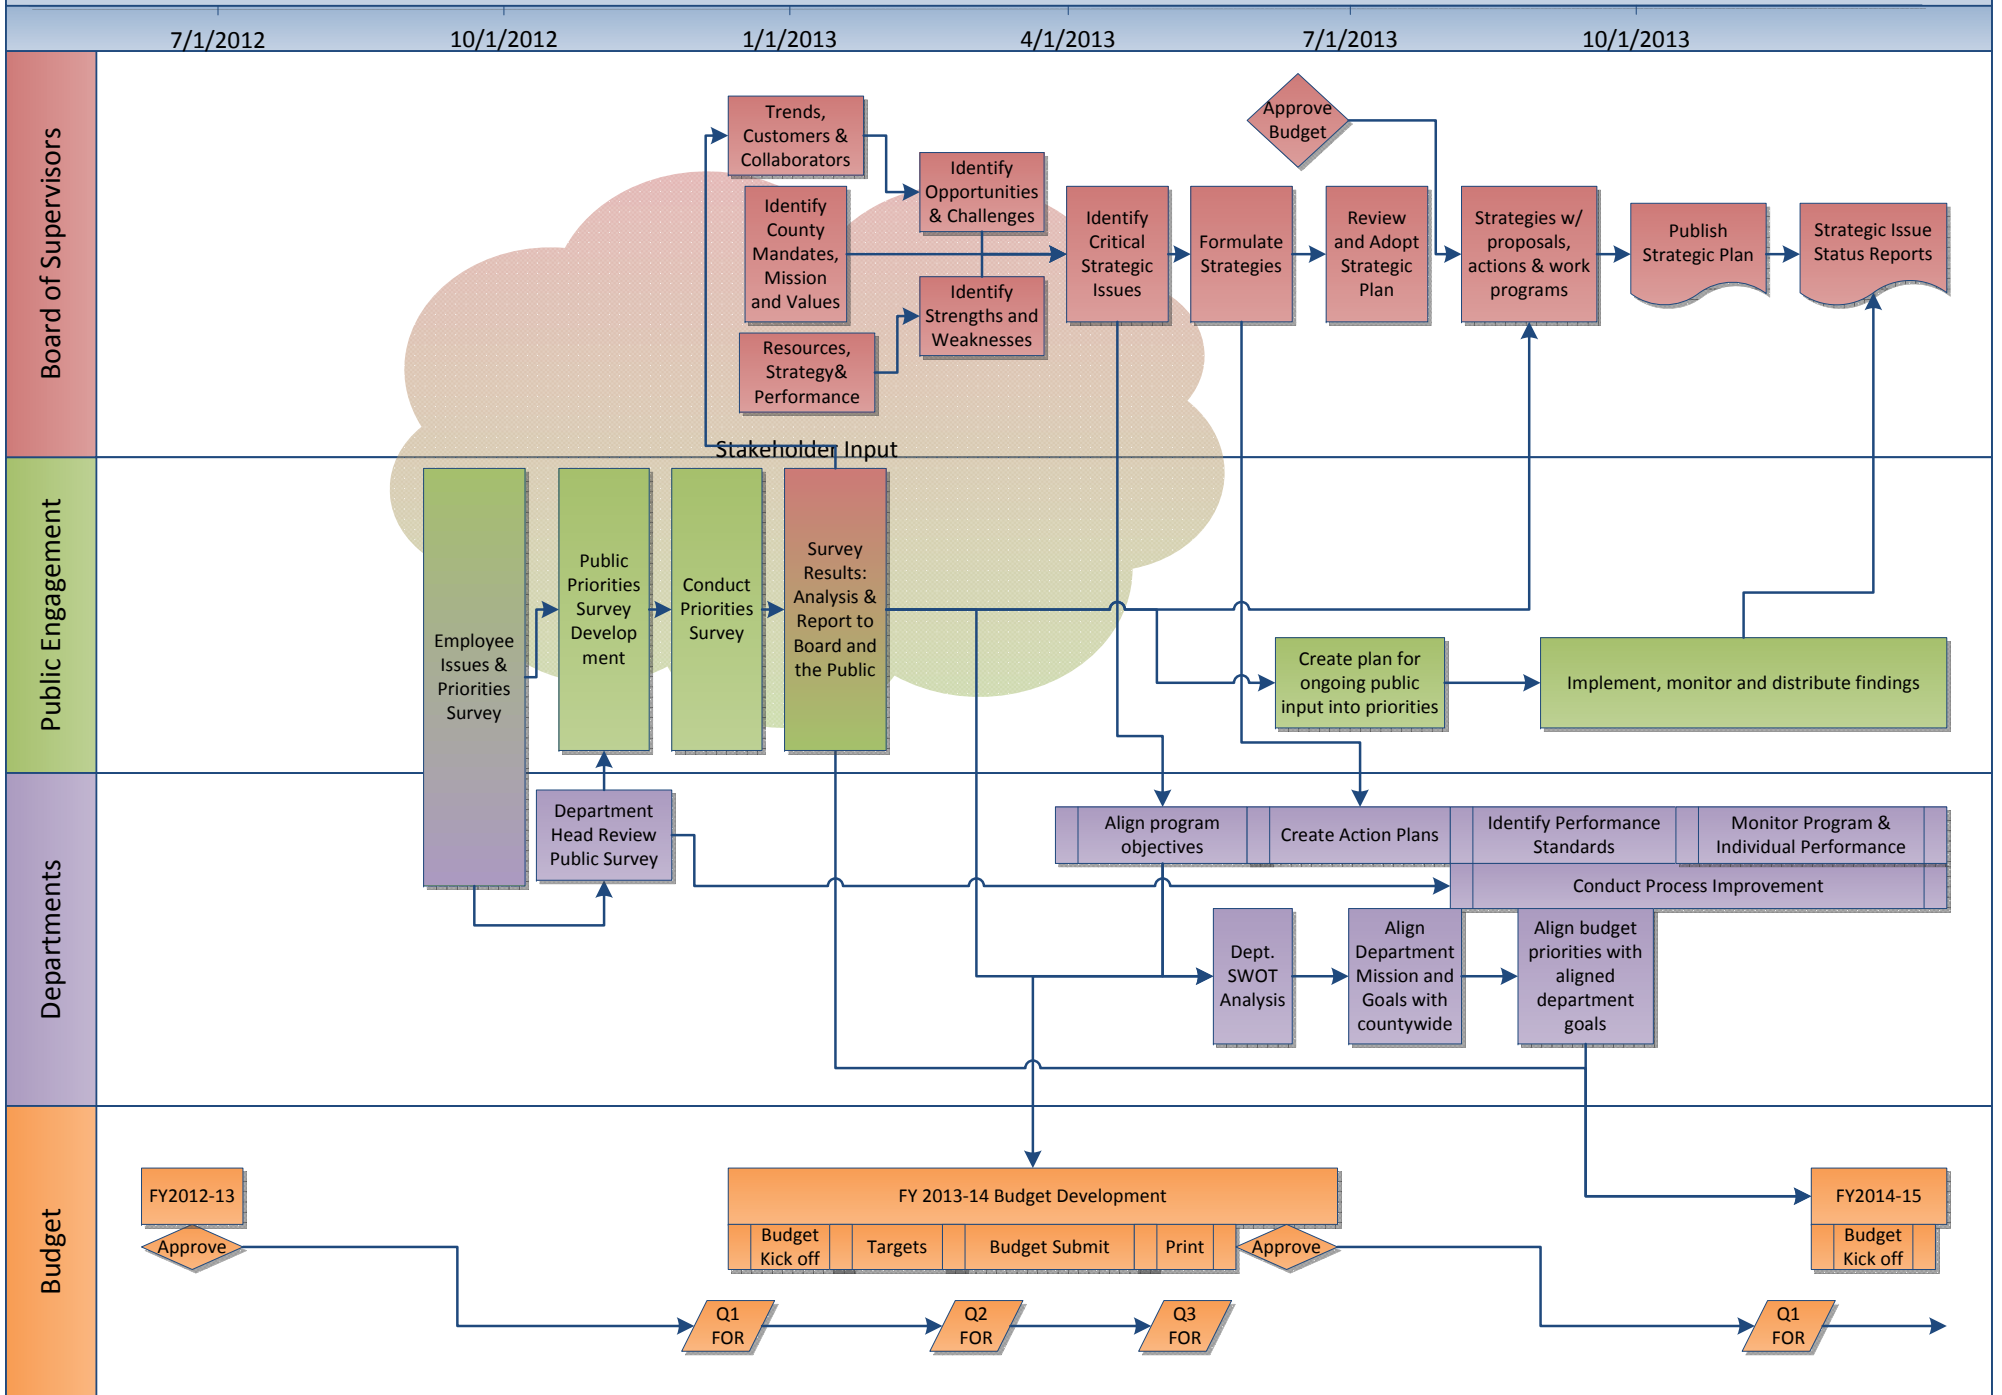 7/1/2012
10/1/2012
1/1/2013
4/1/2013
7/1/2013
10/1/2013
Board of Supervisors
Trends,
Customers &
Collaborators
Identify
County
Mandates,
Mission
and Values
Resources,
Strategy&
Performance
Identify
Opportunities
& Challenges
Identify
Strengths and
Weaknesses
Identify
Critical
Strategic
Issues
Formulate
Strategies
Approve
Budget
Review
and Adopt
Strategic
Plan
Strategies w/
proposals,
actions & work
programs
Publish
Strategic Plan
Strategic Issue
Status Reports
Stakeholder Input
Public Engagement
Employee
Issues &
Priorities
Survey
Public
Priorities
Survey
Develop
ment
Conduct
Priorities
Survey
Survey
Results:
Analysis &
Report to
Board and
the Public
Create plan for
ongoing public
input into priorities
Implement, monitor and distribute findings
Departments
Department
Head Review
Public Survey
Align program
objectives
Create Action Plans
Identify Performance
Standards
Monitor Program &
Individual Performance
Conduct Process Improvement
Dept.
SWOT
Analysis
Align
Department
Mission and
Goals with
countywide
Align budget
priorities with
aligned
department
goals
Budget
FY2012-13
Approve
FY 2013-14 Budget Development
Budget
Kick off
Targets
Budget Submit
Print
Approve
FY2014-15
Budget
Kick off
Q1
FOR
Q2
FOR
Q3
FOR
Q1
FOR